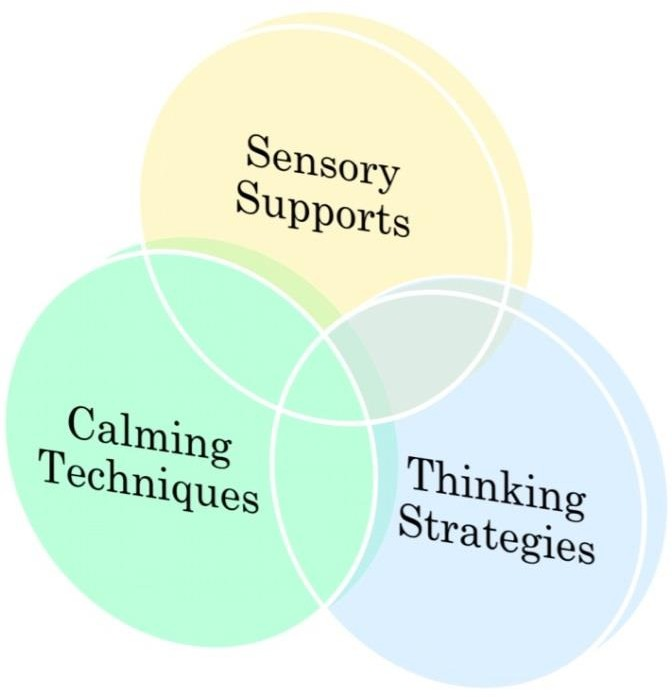 Sensory
Supports
Calming
Techniques
Thinking
Strategies